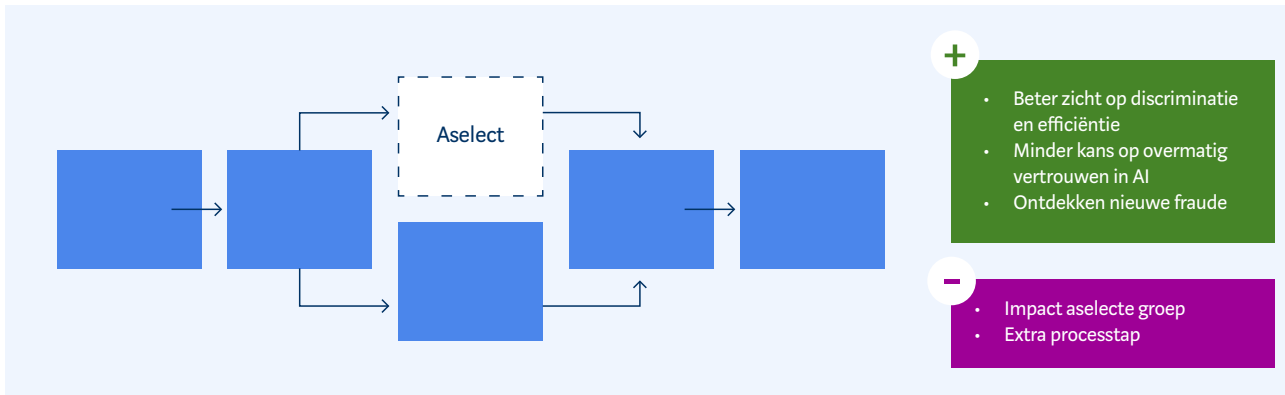 Aselect
+
• Beter zicht op discriminatie
en efficiëntie
• Minder kans op overmatig
vertrouwen in AI
• Ontdekken nieuwe fraude
-
• Impact aselecte groep
• Extra processtap